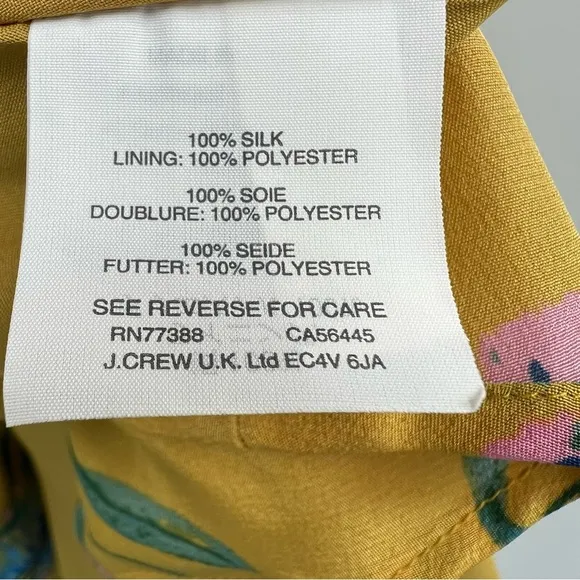 100% SILK
LINING: 100% POLYESTER
100% SOIE
DOUBLURE: 100% POLYESTER
100% SEIDE
FUTTER: 100% POLYESTER
SEE REVERSE FOR CARE
RN77388 CA56445
J.CREW U.K. Ltd EC4V 6JA